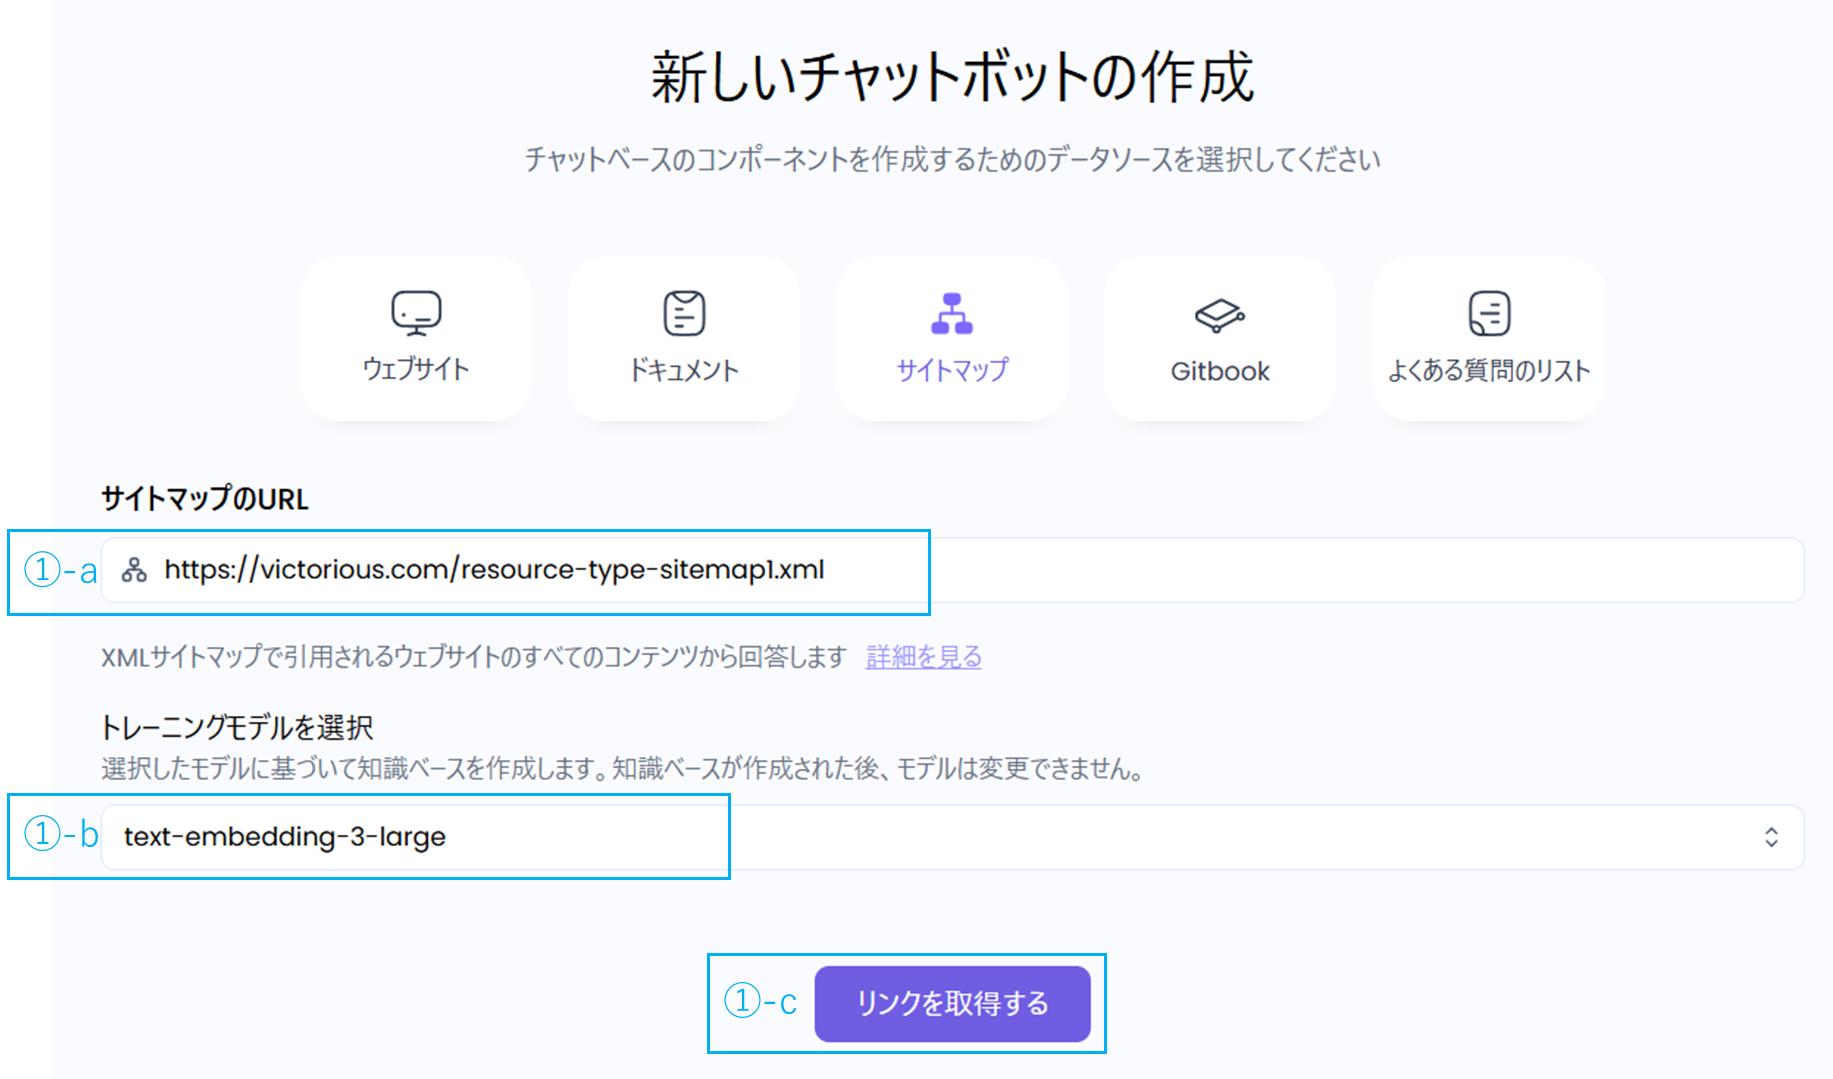 新しいチャットボットの作成
チャットベースのコンポーネントを作成するためのデータソースを選択してください
ウェブサイト
ドキュメント
サイトマップ
Gitbook
よくある質問のリスト
サイトマップのURL
①-a https://victorious.com/resource-type-sitemap1.xml
XMLサイトマップで引用されるウェブサイトのすべてのコンテンツから回答します 詳細を見る
トレーニングモデルを選択
選択したモデルに基づいて知識ベースを作成します。知識ベースが作成された後、モデルは変更できません。
①-b text-embedding-3-large
①-c リンクを取得する